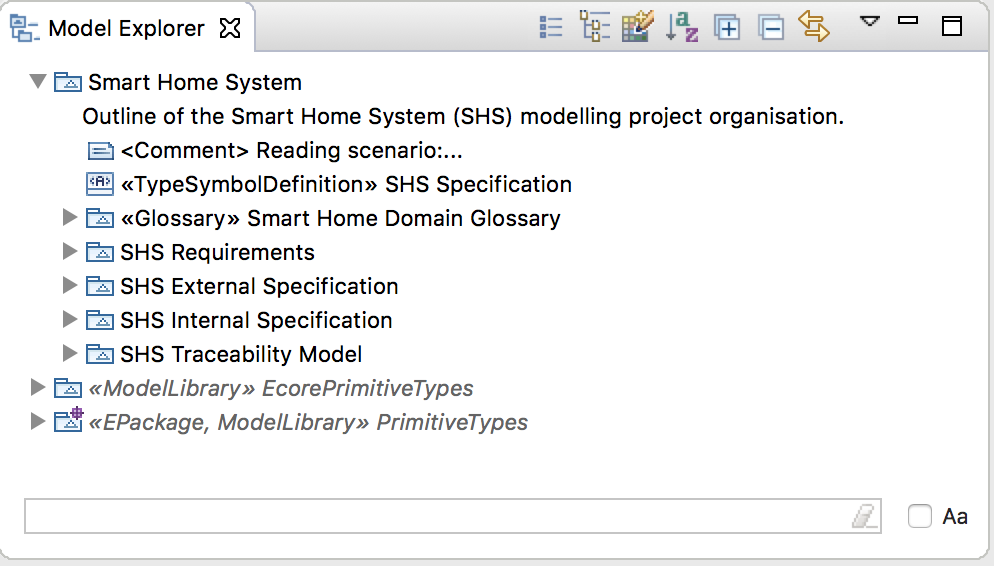 Model Explorer
Smart Home System
Outline of the Smart Home System (SHS) modelling project organisation.
<Comment> Reading scenario:...
«TypeSymbolDefinition» SHS Specification
«Glossary» Smart Home Domain Glossary
SHS Requirements
SHS External Specification
SHS Internal Specification
SHS Traceability Model
«ModelLibrary» EcorePrimitiveTypes
«EPackage, ModelLibrary» PrimitiveTypes
Aa